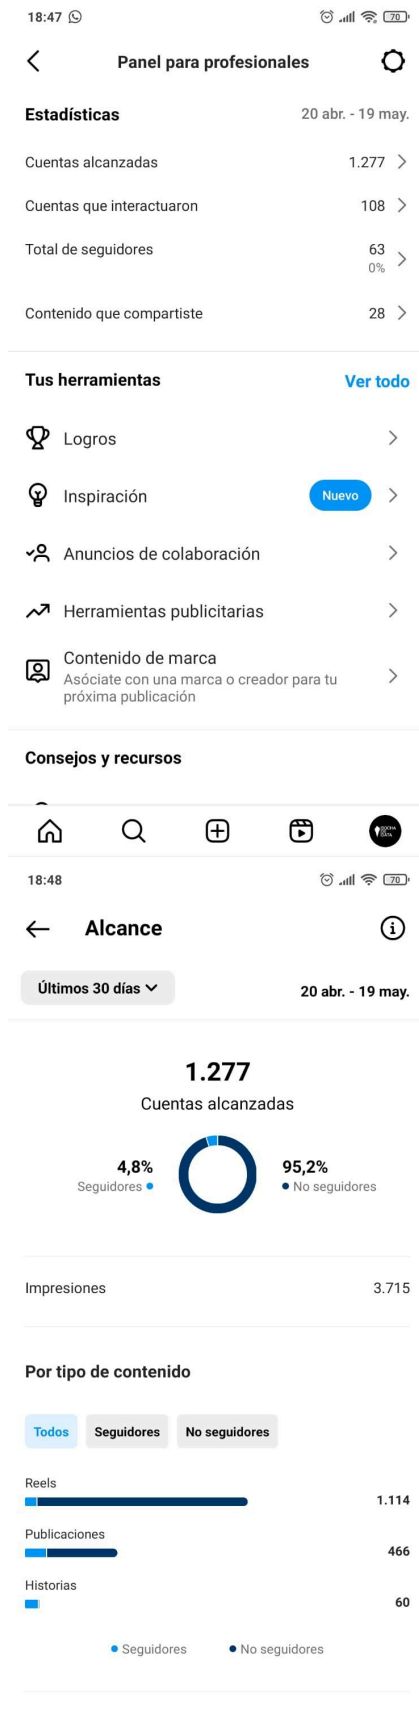 18:47
70
Panel para profesionales
Estadísticas
20 abr. - 19 may.
Cuentas alcanzadas
1.277
Cuentas que interactuaron
108
Total de seguidores
63
0%
Contenido que compartiste
28
Tus herramientas
Ver todo
Logros
Inspiración
Nuevo
Anuncios de colaboración
Herramientas publicitarias
Contenido de marca
Asóciate con una marca o creador para tu
próxima publicación
Consejos y recursos
18:48
70
Alcance
Últimos 30 días
20 abr. - 19 may.
1.277
Cuentas alcanzadas
4,8%
Seguidores
95,2%
No seguidores
Impresiones
3.715
Por tipo de contenido
Todos
Seguidores
No seguidores
Reels
1.114
Publicaciones
466
Historias
60
Seguidores
No seguidores